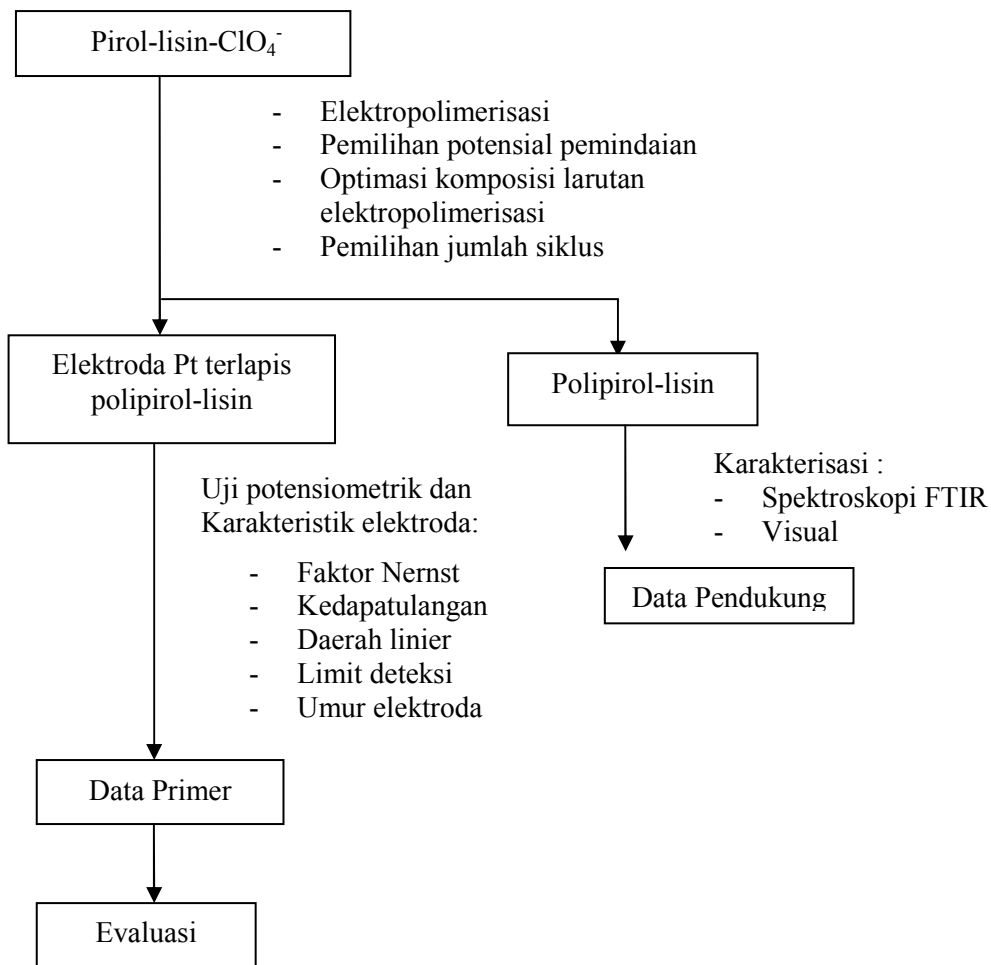 Pirol-lisin-ClO₄⁻
- Elektropolimerisasi
- Pemilihan potensial pemindaian
- Optimasi komposisi larutan
elektropolimerisasi
- Pemilihan jumlah siklus
Elektroda Pt terlapis
polipirol-lisin
Polipirol-lisin
Uji potensiometrik dan
Karakteristik elektroda:
- Faktor Nernst
- Kedapatulangan
- Daerah linier
- Limit deteksi
- Umur elektroda
Karakterisasi :
- Spektroskopi FTIR
- Visual
Data Pendukung
Data Primer
Evaluasi